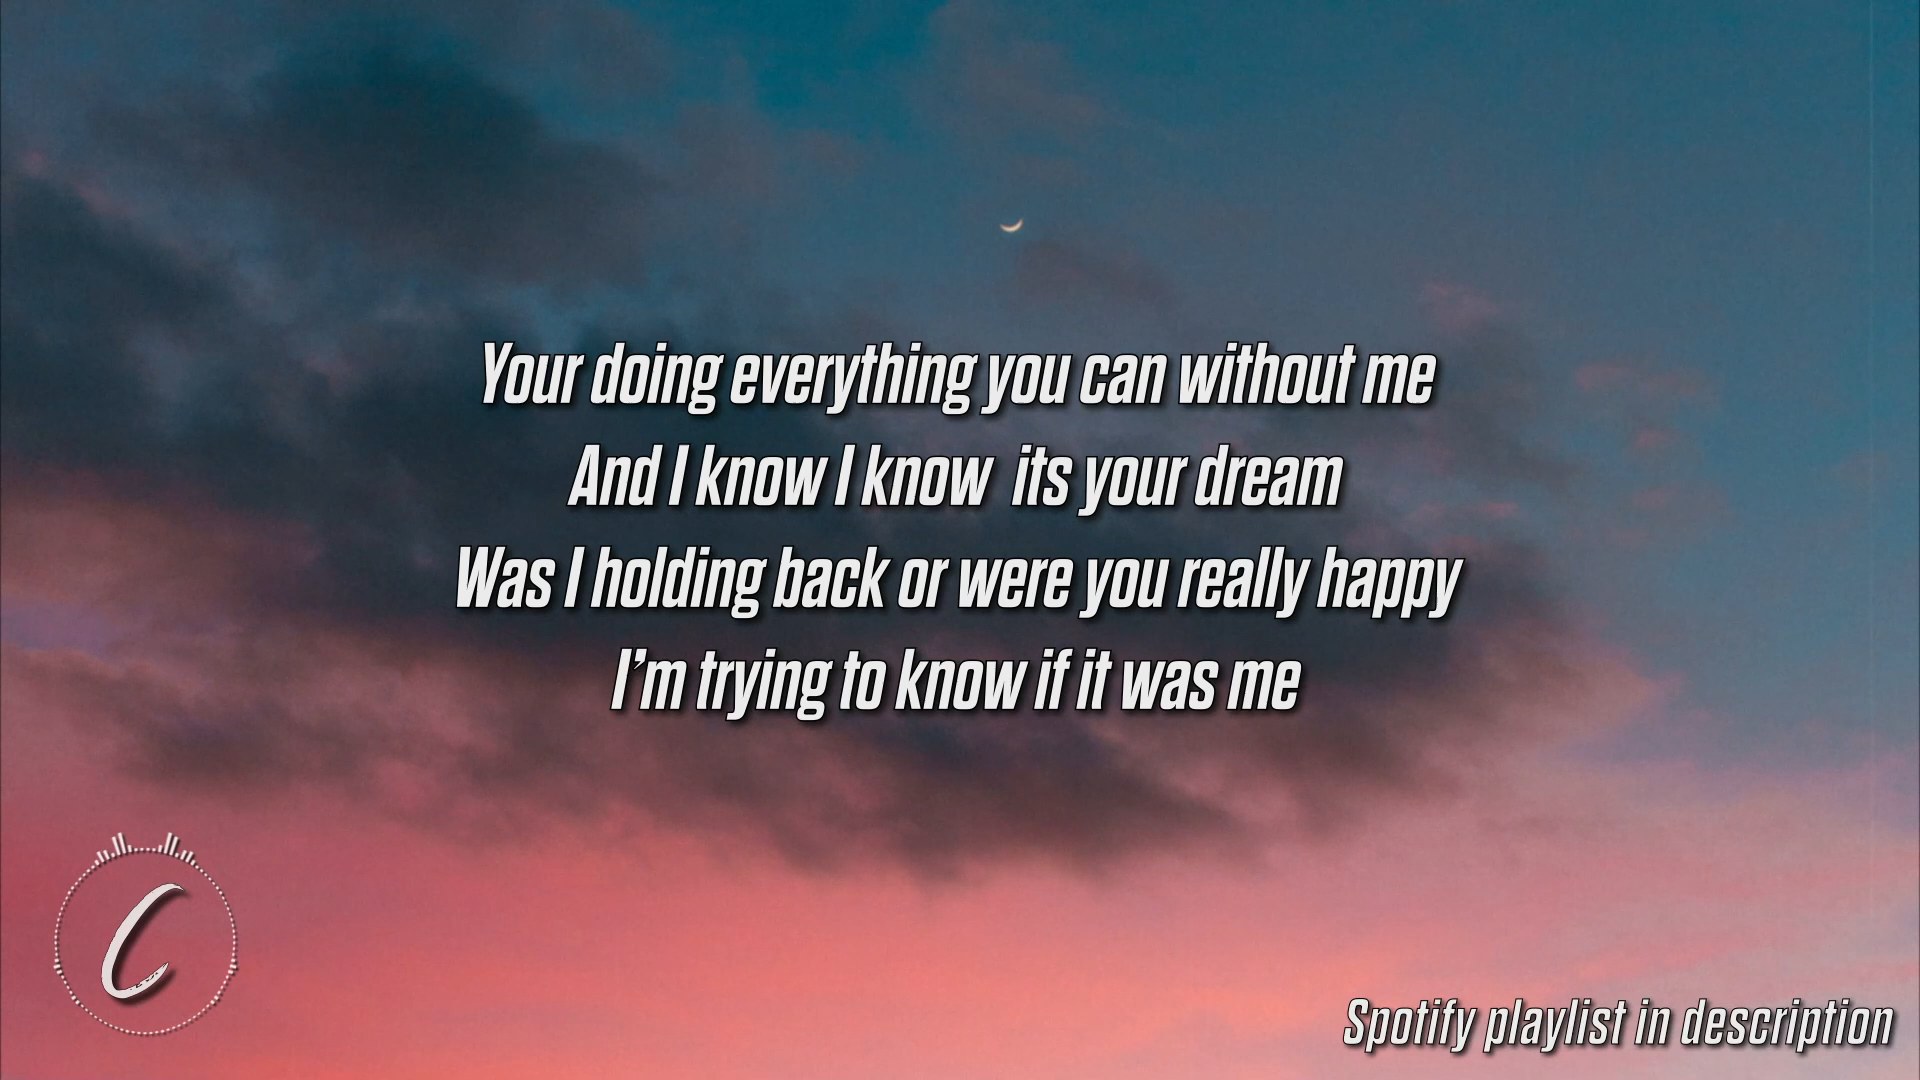 Your doing everything you can without me
And I know I know  its your dream
Was I holding back or were you really happy
I’m trying to know if it was me
C
Spotify playlist in description